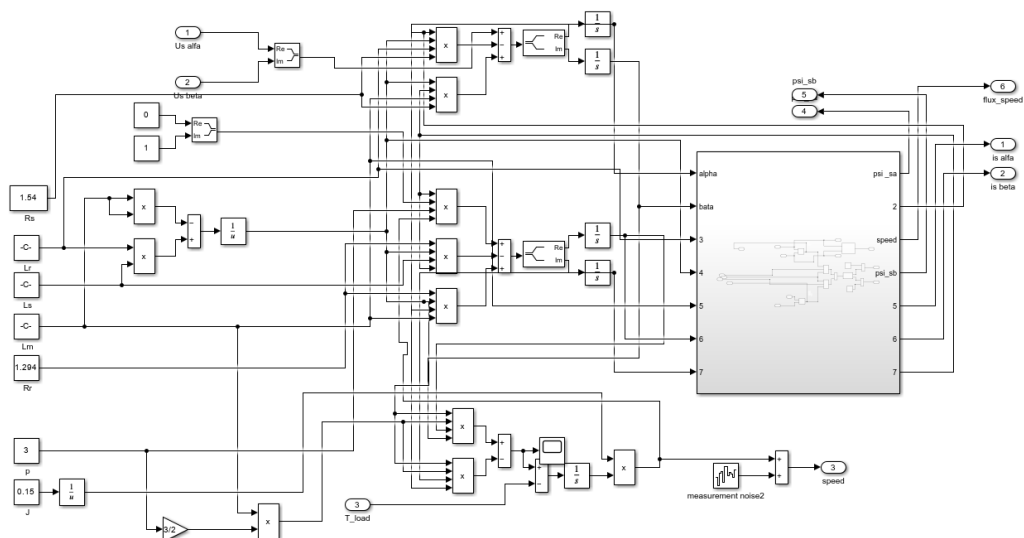 1
Us alfa
2
Us beta
Re
Im
0
1
Re
Im
1.54
Rs
-C-
Lr
-C-
Ls
-C-
Lm
1.294
Rr
3
p
0.15
J
1
u
3/2
x
x
x
1
u
x
x
x
x
x
x
x
+
−
+
Re
Im
1
s
1
s
−
+
+
−
+
Re
Im
1
s
1
s
+
−
+
−
1
s
x
3
T_load
alpha
bata
3
4
5
6
7
psi_sa
2
speed
psi_sb
5
6
7
psi_sb
5
4
6
flux_speed
1
is alfa
2
is beta
measurement noise2
+
+
3
speed